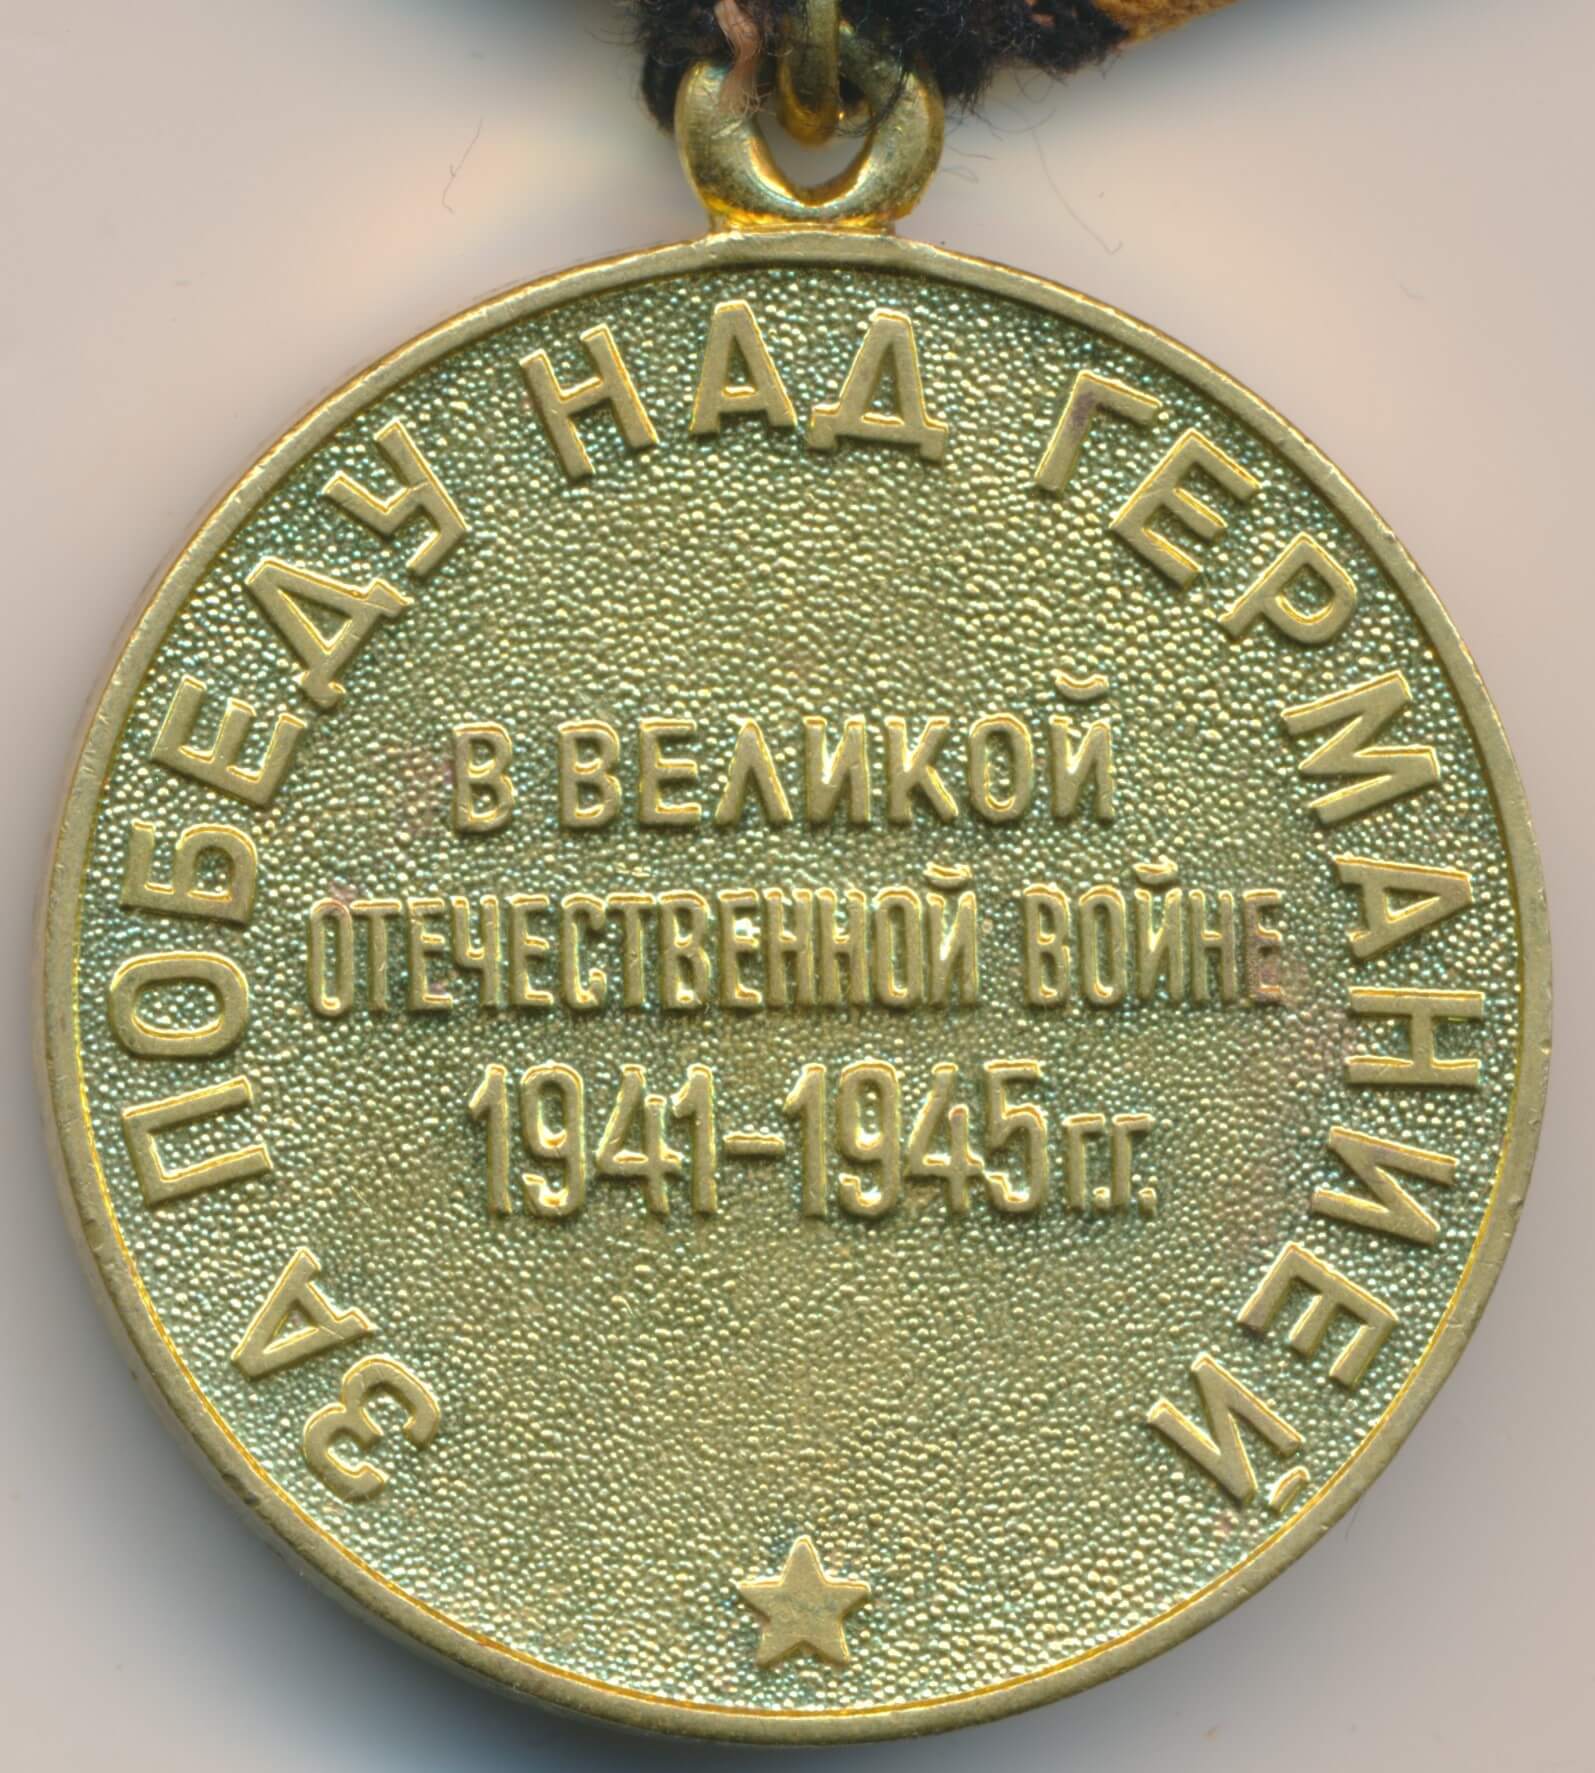 ЗА ПОБЕДУ НАД ГЕРМАНИЕЙ
В ВЕЛИКОЙ
ОТЕЧЕСТВЕННОЙ ВОЙНЕ
1941-1945 г.г.